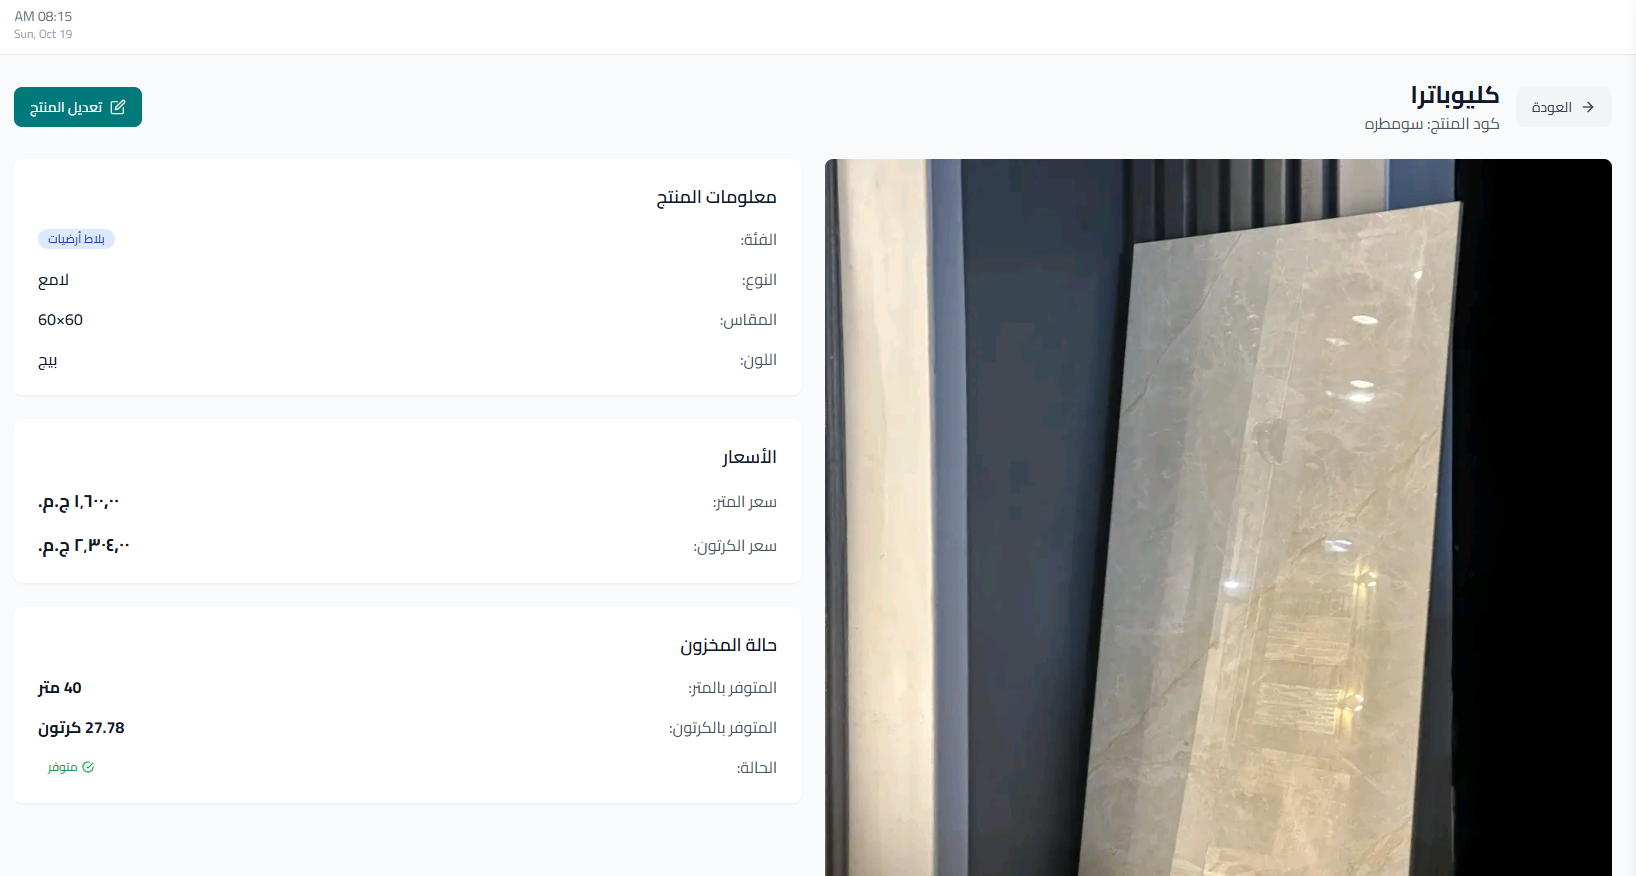 08:15 AM
Sun, Oct 19
العودة
كليوباترا
كود المنتج: سومطره
تعديل المنتج
معلومات المنتج
الفئة: بلاط أرضيات
النوع: لامع
المقاس: 60×60
اللون: بيج
الأسعار
سعر المتر: ١٬٦٠٠٫٠٠ ج.م.
سعر الكرتون: ٢٬٣٠٤٫٠٠ ج.م.
حالة المخزون
المتوفر بالمتر: 40 متر
المتوفر بالكرتون: 27.78 كرتون
الحالة: متوفر